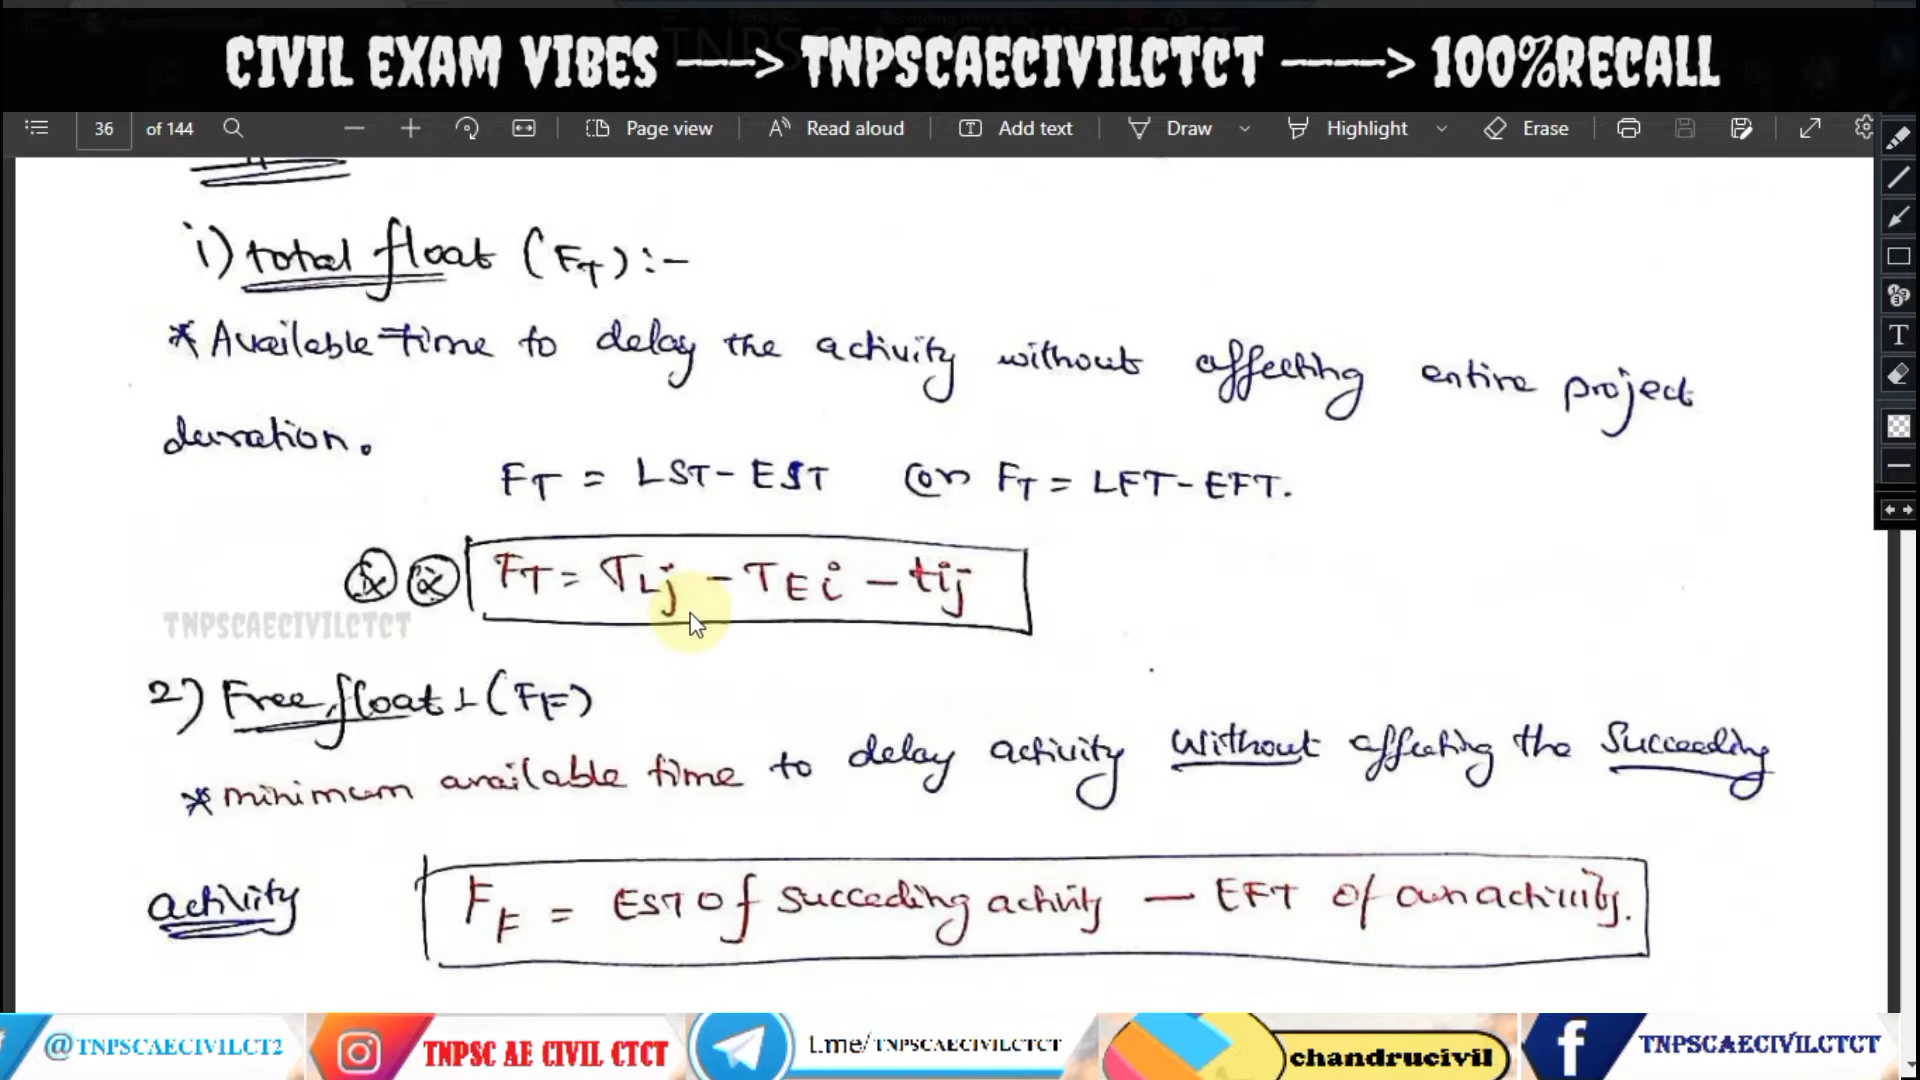 CIVIL EXAM VIBES ---> TNPSCAECIVILCTCT ----> 100%RECALL
36 of 144 Page view Read aloud Add text Draw Highlight Erase
i) total float (FT) :-
* Available time to delay the activity without affecting entire project
duration.
FT = LST - EST (or) FT = LFT - EFT.
FT = TLj - TEi - tij
TNPSCAECIVILCTCT
2) Free float :- (FF)
* minimum available time to delay activity without affecting the succeeding
activity
FF = EST of succeding activity - EFT of own activity.
@TNPSCAECIVILCT2 TNPSC AE CIVIL CTCT t.me/TNPSCAECIVILCTCT chandrucivil TNPSCAECIVILCTCT